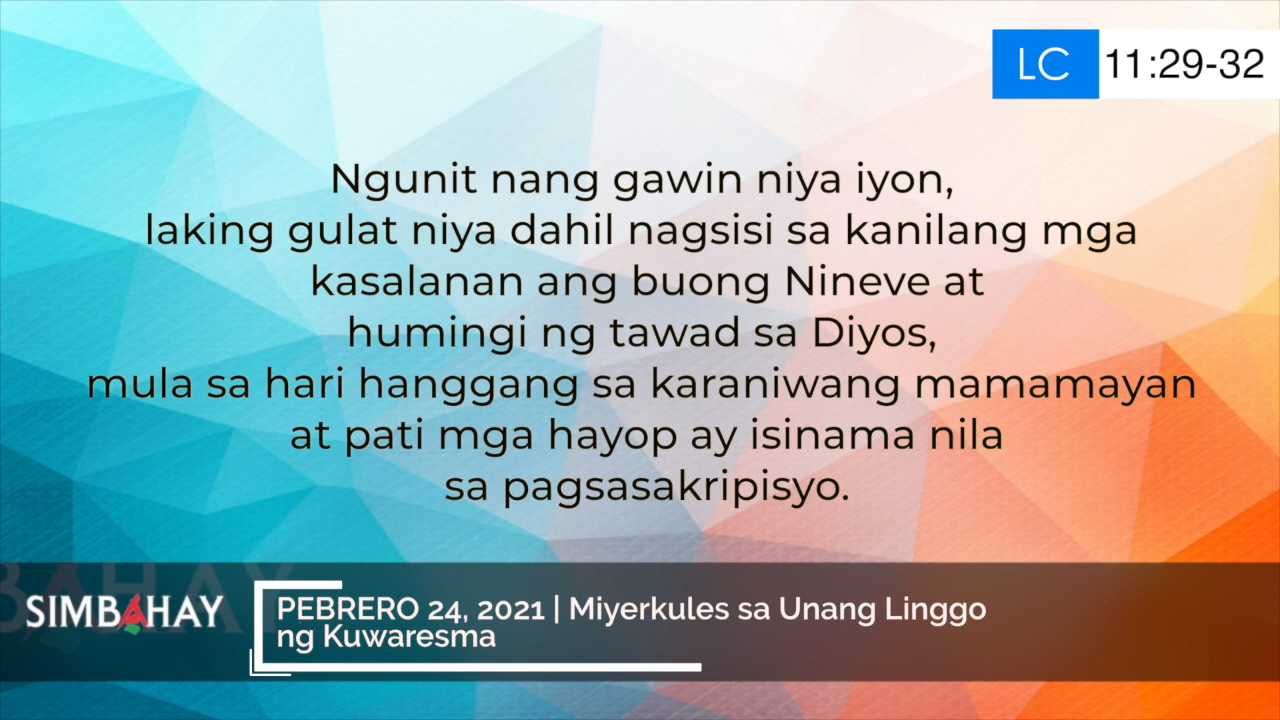 LC 11:29-32
Ngunit nang gawin niya iyon,
laking gulat niya dahil nagsisi sa kanilang mga
kasalanan ang buong Nineve at
humingi ng tawad sa Diyos,
mula sa hari hanggang sa karaniwang mamamayan
at pati mga hayop ay isinama nila
sa pagsasakripisyo.
SIMBAHAY
PEBRERO 24, 2021 | Miyerkules sa Unang Linggo
ng Kuwaresma